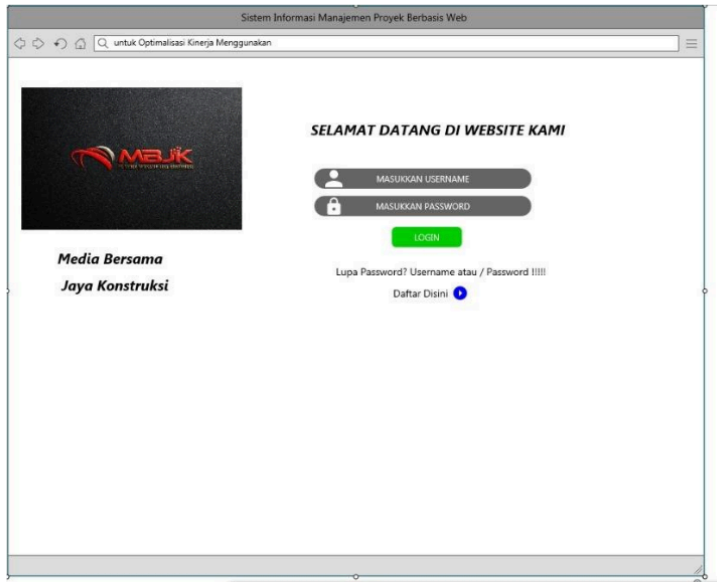 Sistem Informasi Manajemen Proyek Berbasis Web
untuk Optimalisasi Kinerja Menggunakan
MBJK
SELAMAT DATANG DI WEBSITE KAMI
MASUKKAN USERNAME
MASUKKAN PASSWORD
LOGIN
Media Bersama
Jaya Konstruksi
Lupa Password? Username atau / Password !!!!!
Daftar Disini